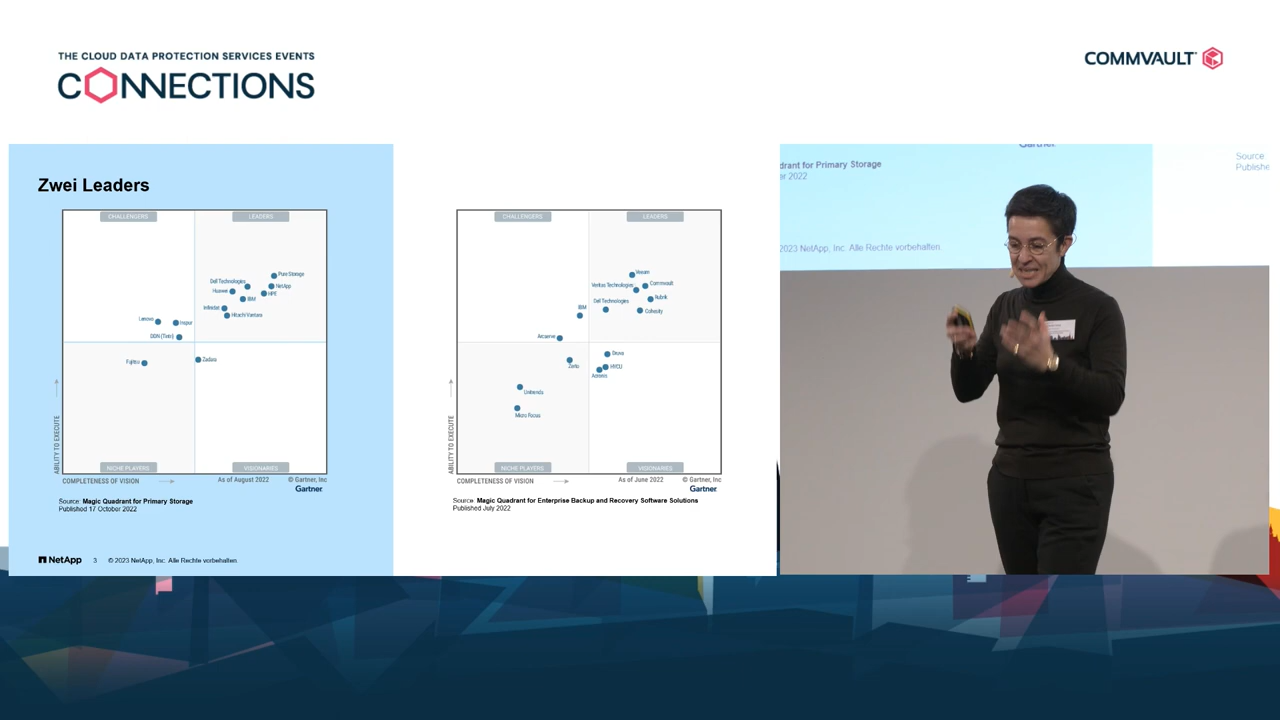 THE CLOUD DATA PROTECTION SERVICES EVENTS
CONNECTIONS
COMMVAULT
Zwei Leaders
CHALLENGERS
LEADERS
Pure Storage
Dell Technologies
NetApp
Huawei
HPE
IBM
Infinidat
Hitachi Vantara
Lenovo
Inspur
DDN (Tintri)
Fujitsu
Zadara
ABILITY TO EXECUTE
NICHE PLAYERS
VISIONARIES
COMPLETENESS OF VISION
As of August 2022
© Gartner, Inc
Gartner
Source: Magic Quadrant for Primary Storage
Published 17 October 2022
NetApp
3
© 2023 NetApp, Inc. Alle Rechte vorbehalten.
CHALLENGERS
LEADERS
Veeam
Veritas Technologies
Commvault
Rubrik
Dell Technologies
Cohesity
IBM
Arcserve
Druva
Zerto
HYCU
Acronis
Unitrends
Micro Focus
ABILITY TO EXECUTE
NICHE PLAYERS
VISIONARIES
COMPLETENESS OF VISION
As of June 2022
© Gartner, Inc
Gartner
Source: Magic Quadrant for Enterprise Backup and Recovery Software Solutions
Published July 2022
Gartner
adrant for Primary Storage
er 2022
2023 NetApp, Inc. Alle Rechte vorbehalten.
Source
Publishe